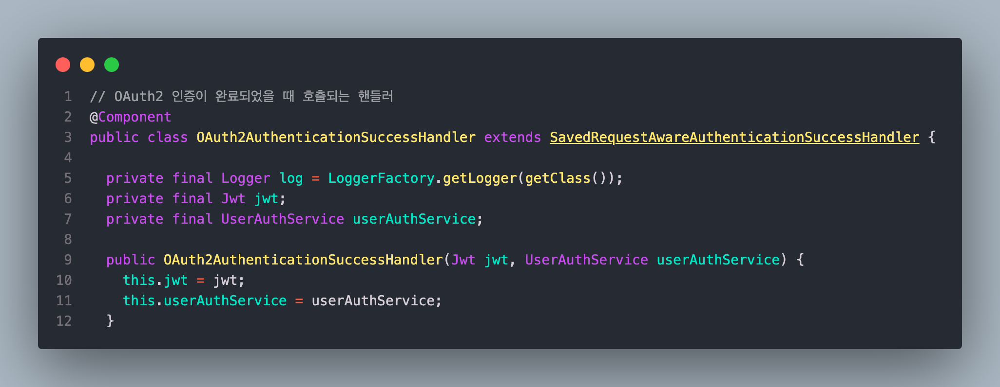 1 // OAuth2 인증이 완료되었을 때 호출되는 핸들러
2 @Component
3 public class OAuth2AuthenticationSuccessHandler extends SavedRequestAwareAuthenticationSuccessHandler {
4
5   private final Logger log = LoggerFactory.getLogger(getClass());
6   private final Jwt jwt;
7   private final UserAuthService userAuthService;
8
9   public OAuth2AuthenticationSuccessHandler(Jwt jwt, UserAuthService userAuthService) {
10     this.jwt = jwt;
11     this.userAuthService = userAuthService;
12   }